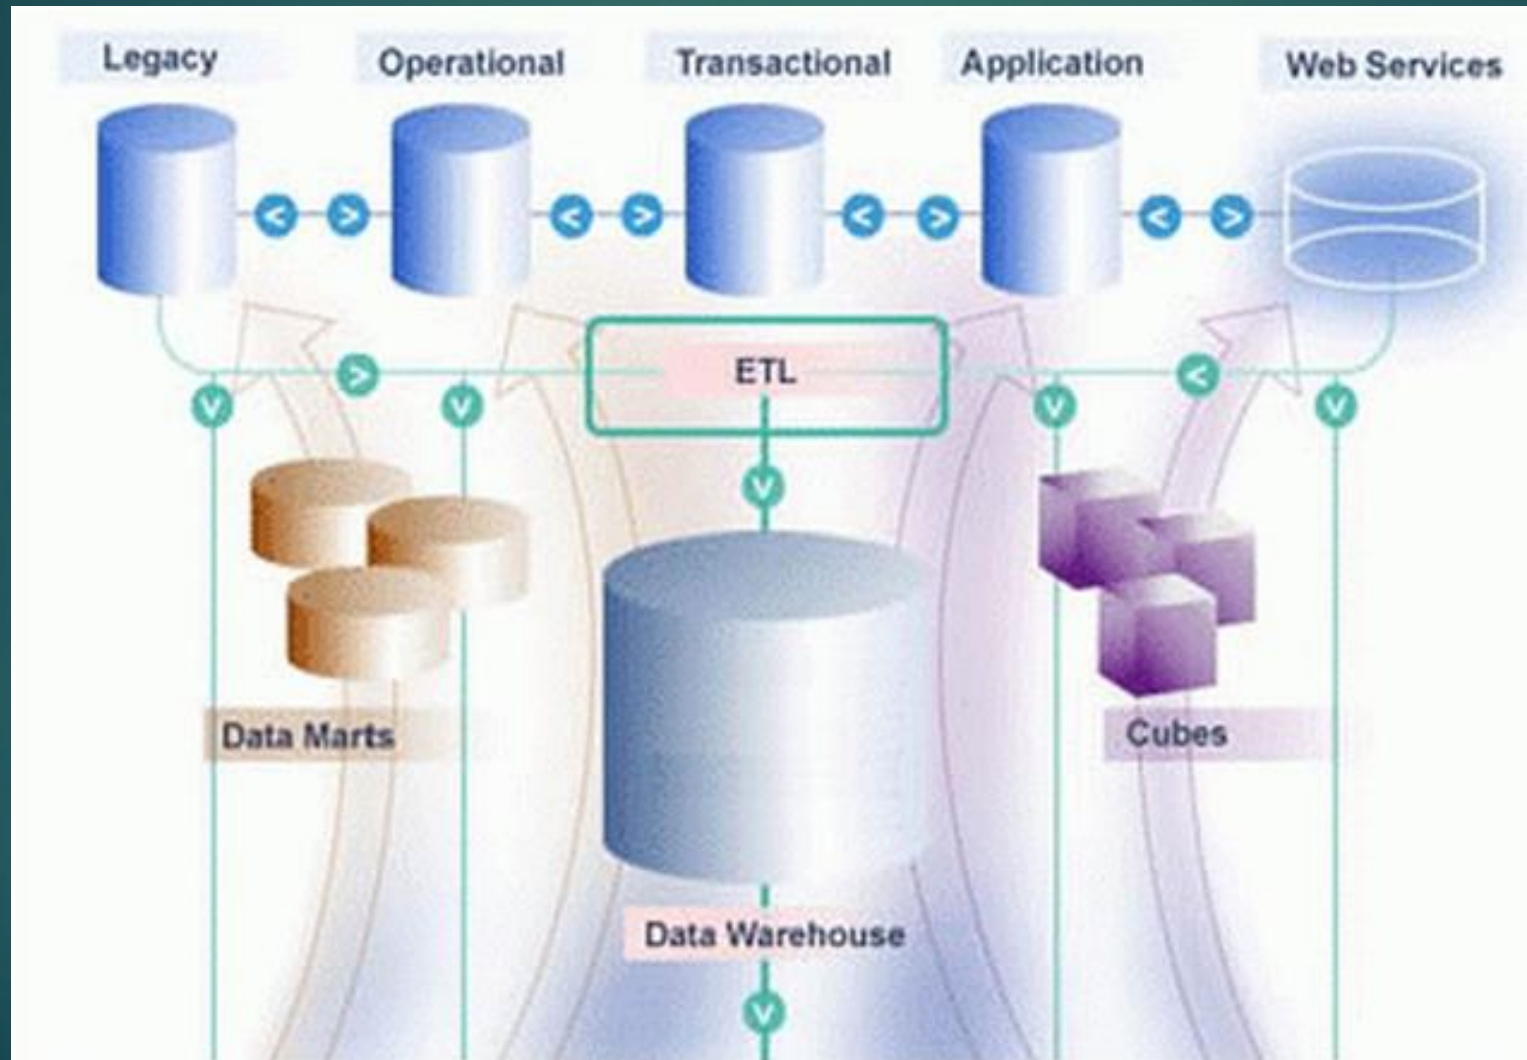 Legacy
Operational
Transactional
Application
Web Services
ETL
Data Marts
Cubes
Data Warehouse